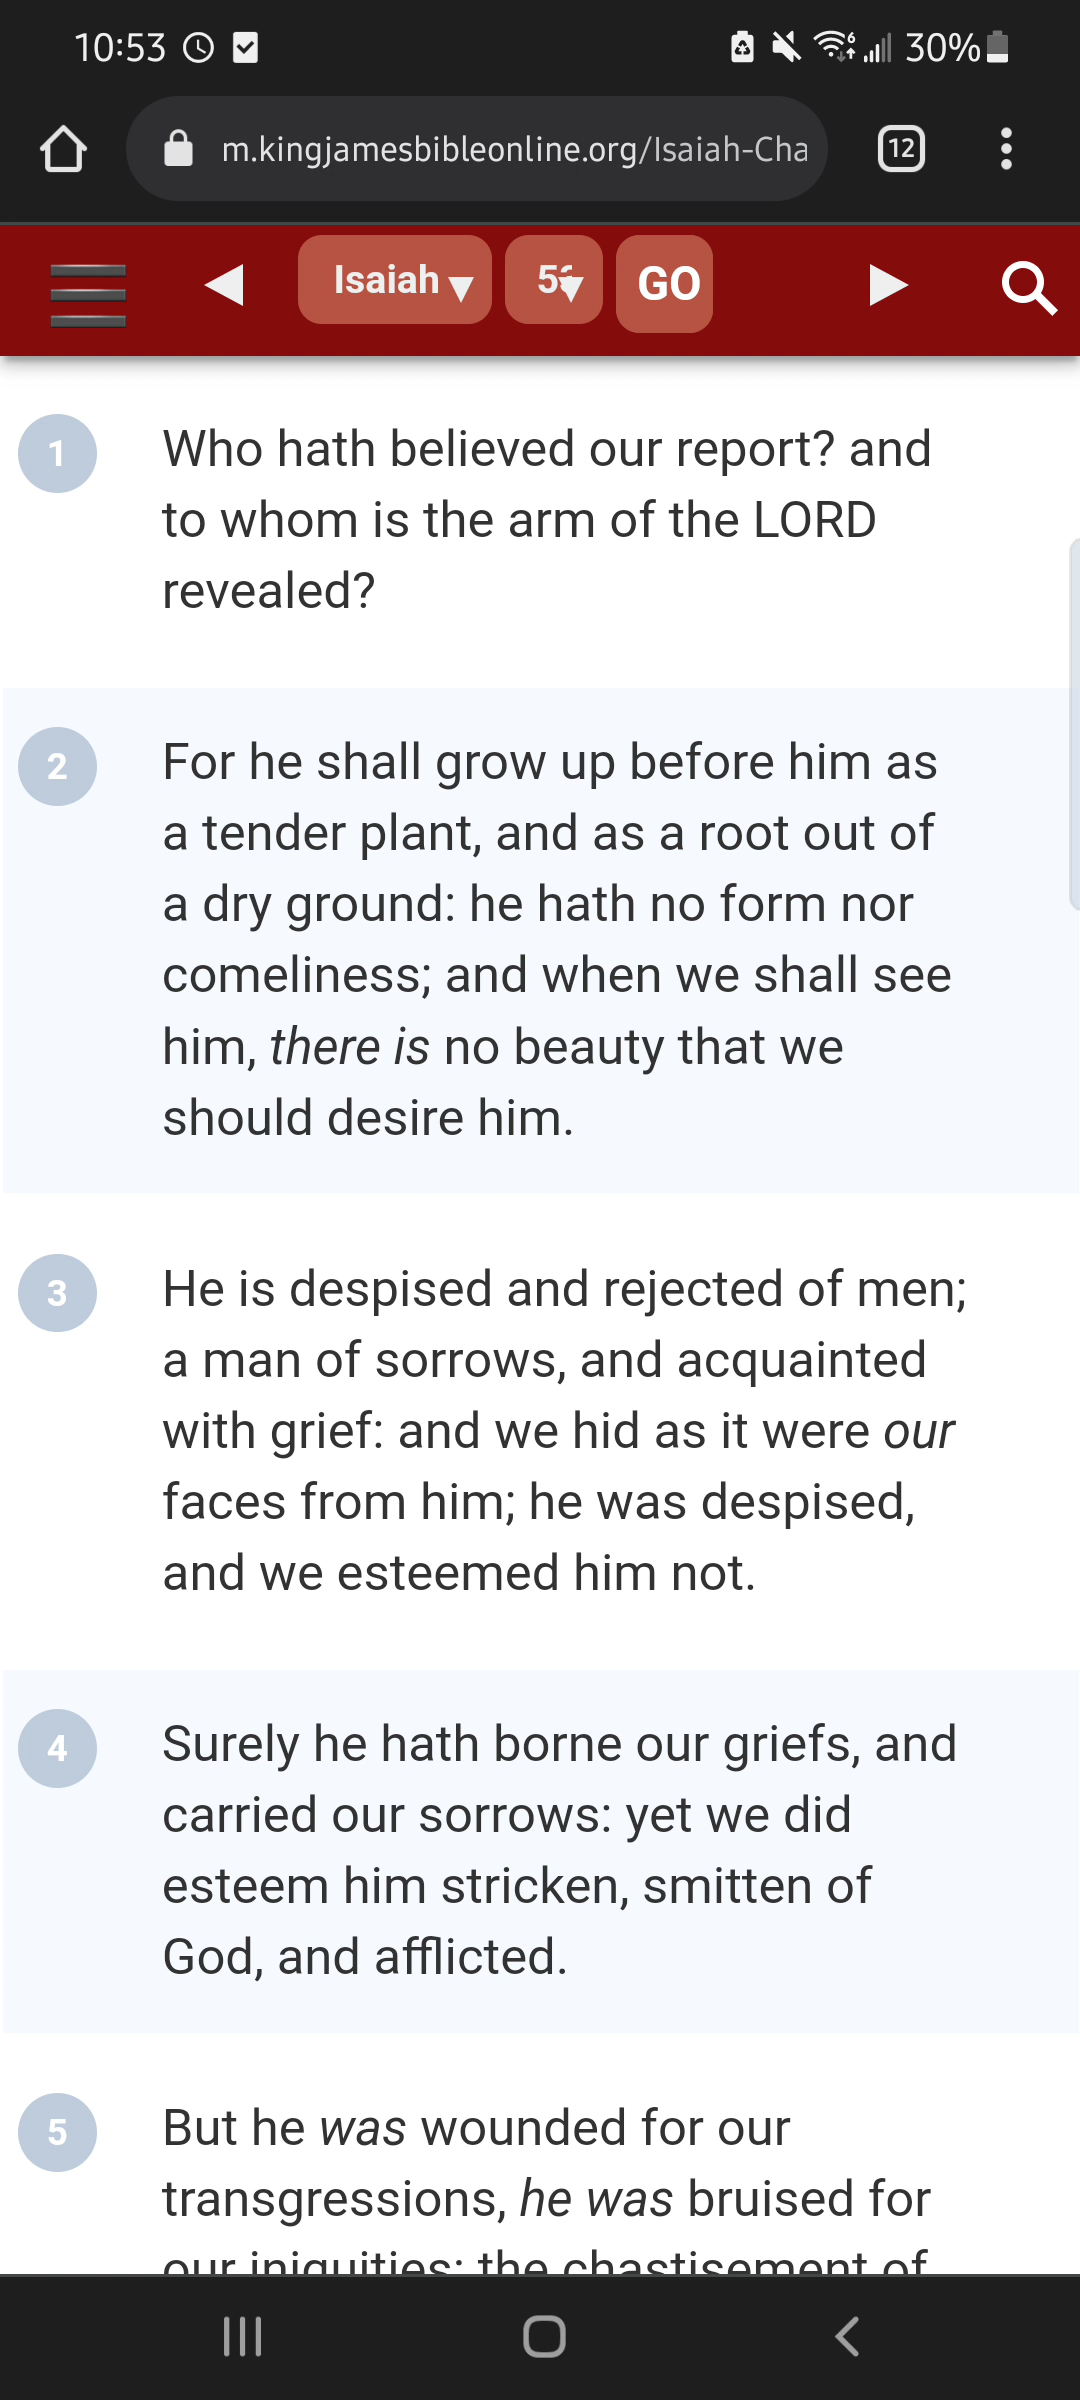 10:53
30%
m.kingjamesbibleonline.org/Isaiah-Cha
12
Isaiah
GO
1
Who hath believed our report? and
to whom is the arm of the LORD
revealed?
2
For he shall grow up before him as
a tender plant, and as a root out of
a dry ground: he hath no form nor
comeliness; and when we shall see
him, there is no beauty that we
should desire him.
3
He is despised and rejected of men;
a man of sorrows, and acquainted
with grief: and we hid as it were our
faces from him; he was despised,
and we esteemed him not.
4
Surely he hath borne our griefs, and
carried our sorrows: yet we did
esteem him stricken, smitten of
God, and afflicted.
5
But he was wounded for our
transgressions, he was bruised for
our iniquities: the chastisement of